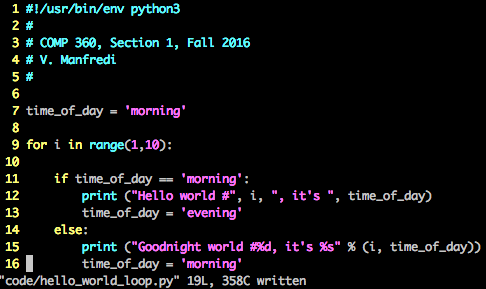 1 #!/usr/bin/env python3
2 #
3 # COMP 360, Section 1, Fall 2016
4 # V. Manfredi
5 #
6
7 time_of_day = 'morning'
8
9 for i in range(1,10):
10
11     if time_of_day == 'morning':
12         print ("Hello world #", i, ", it's ", time_of_day)
13         time_of_day = 'evening'
14     else:
15         print ("Goodnight world #%d, it's %s" % (i, time_of_day))
16         time_of_day = 'morning'
"code/hello_world_loop.py" 19L, 358C written